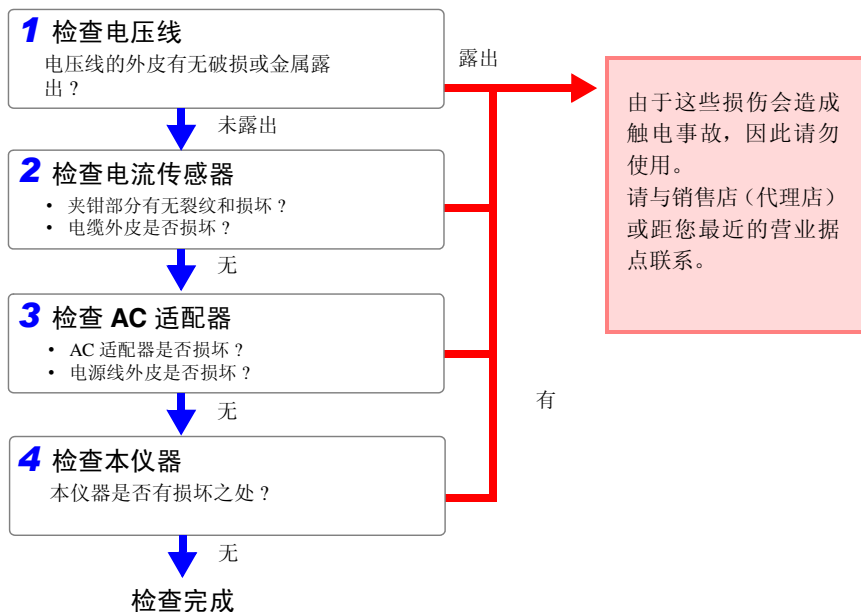 1 检查电压线
电压线的外皮有无破损或金属露
出？
露出
未露出
2 检查电流传感器
• 夹钳部分有无裂纹和损坏？
• 电缆外皮是否损坏？
无
3 检查 AC 适配器
• AC 适配器是否损坏？
• 电源线外皮是否损坏？
无
有
4 检查本仪器
本仪器是否有损坏之处？
无
检查完成
由于这些损伤会造成
触电事故，因此请勿
使用。
请与销售店（代理店）
或距您最近的营业据
点联系。